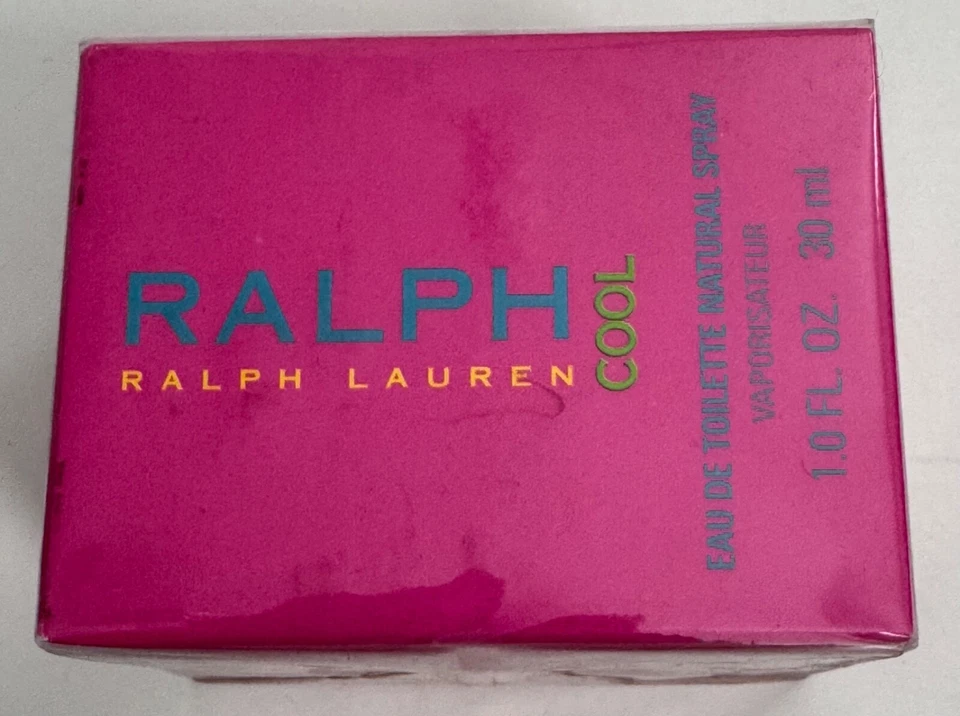 RALPH
COOL
RALPH LAUREN
EAU DE TOILETTE NATURAL SPRAY
VAPORISATEUR
1.0 FL. OZ. 30 ml